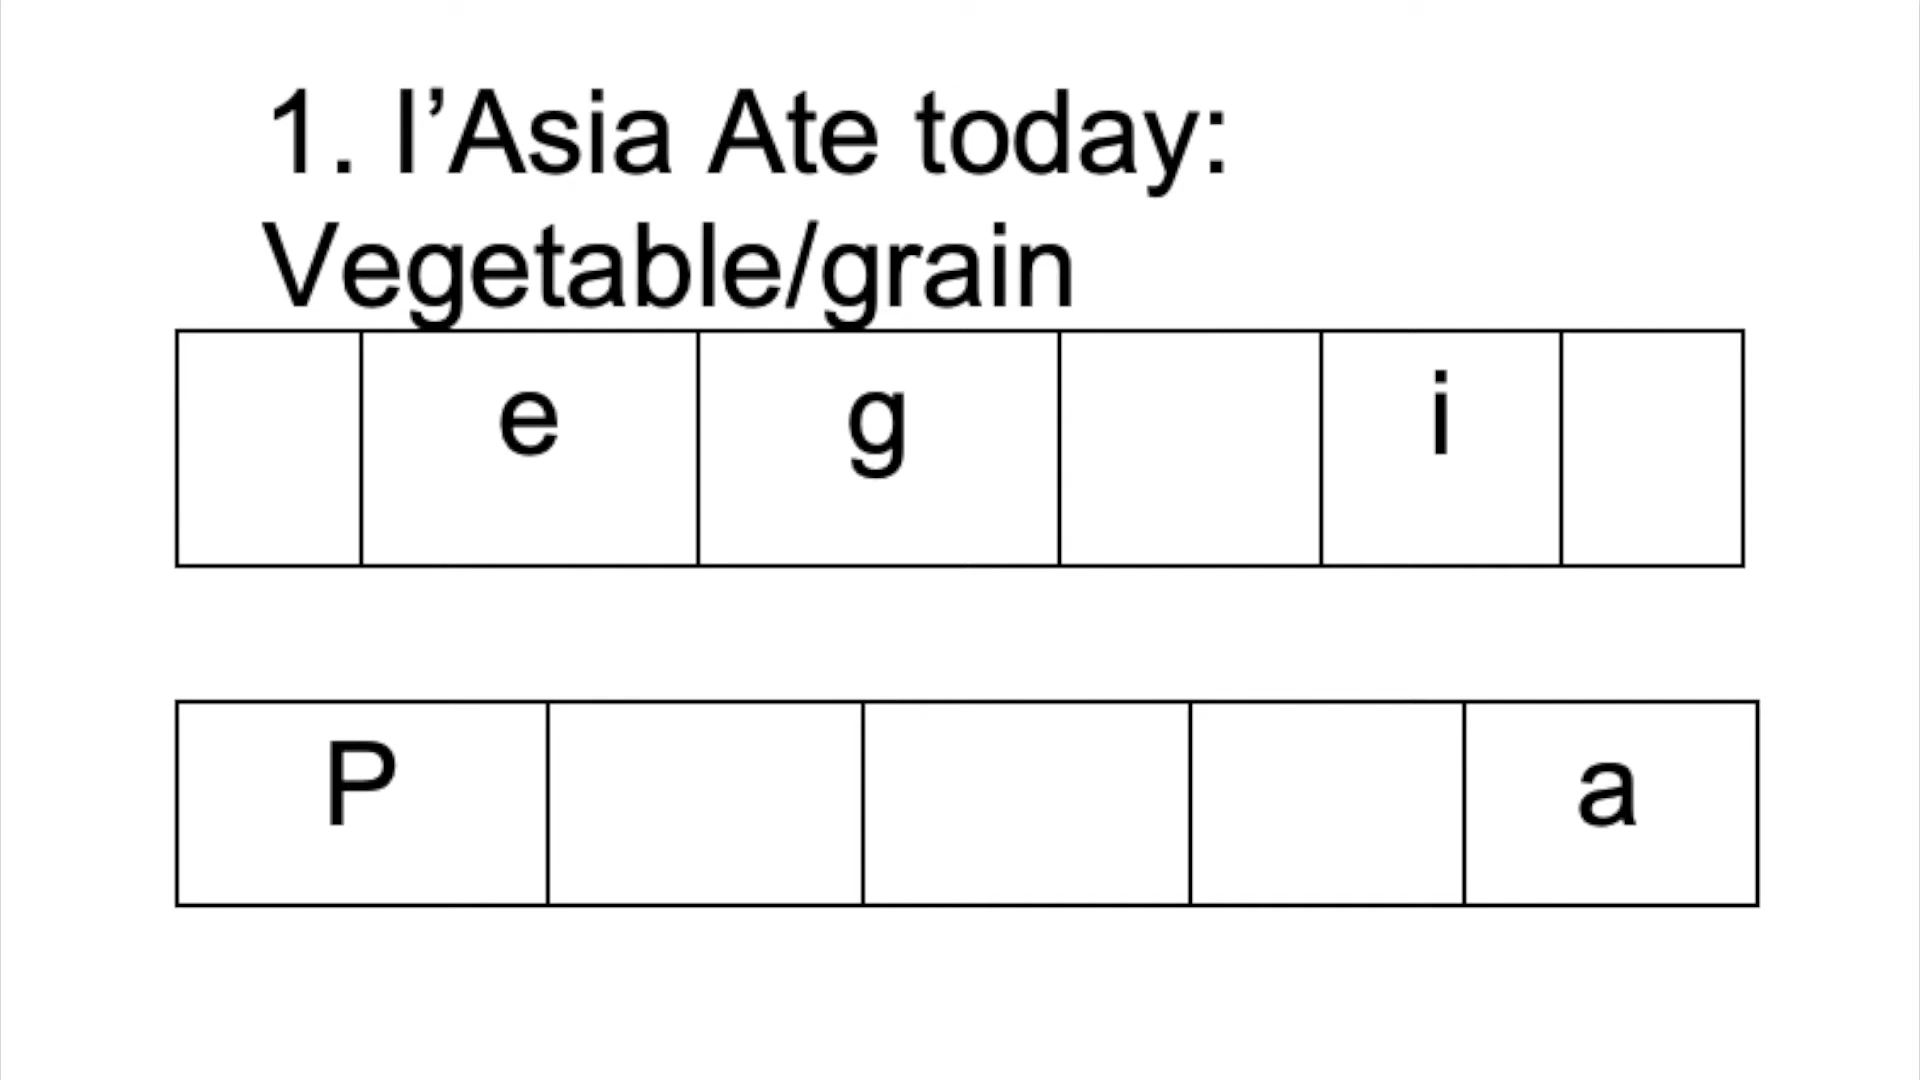 1. I’Asia Ate today:
Vegetable/grain
e g i
P a